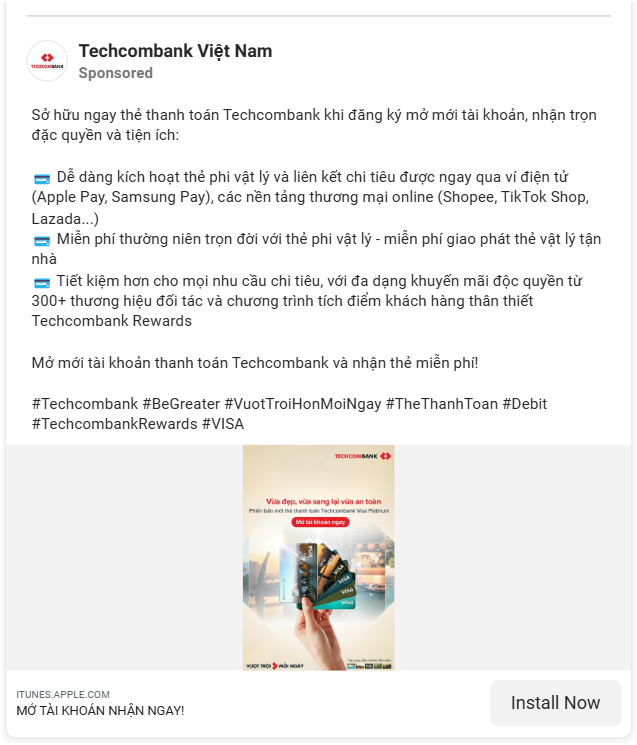 TECHCOMBANK
Techcombank Việt Nam
Sponsored
Sở hữu ngay thẻ thanh toán Techcombank khi đăng ký mở mới tài khoản, nhận trọn
đặc quyền và tiện ích:
💳 Dễ dàng kích hoạt thẻ phi vật lý và liên kết chi tiêu được ngay qua ví điện tử
(Apple Pay, Samsung Pay), các nền tảng thương mại online (Shopee, TikTok Shop,
Lazada...)
💳 Miễn phí thường niên trọn đời với thẻ phi vật lý - miễn phí giao phát thẻ vật lý tận
nhà
💳 Tiết kiệm hơn cho mọi nhu cầu chi tiêu, với đa dạng khuyến mãi độc quyền từ
300+ thương hiệu đối tác và chương trình tích điểm khách hàng thân thiết
Techcombank Rewards
Mở mới tài khoản thanh toán Techcombank và nhận thẻ miễn phí!
#Techcombank #BeGreater #VuotTroiHonMoiNgay #TheThanhToan #Debit
#TechcombankRewards #VISA
TECHCOMBANK
Vừa đẹp, vừa sang lại vừa an toàn
Phiên bản mới thẻ thanh toán Techcombank Visa Platinum
Mở tài khoản ngay
VISA
VISA
VISA
VISA
VISA
VƯỢT TRỘI MỖI NGÀY
ITUNES.APPLE.COM
MỞ TÀI KHOẢN NHẬN NGAY!
Install Now